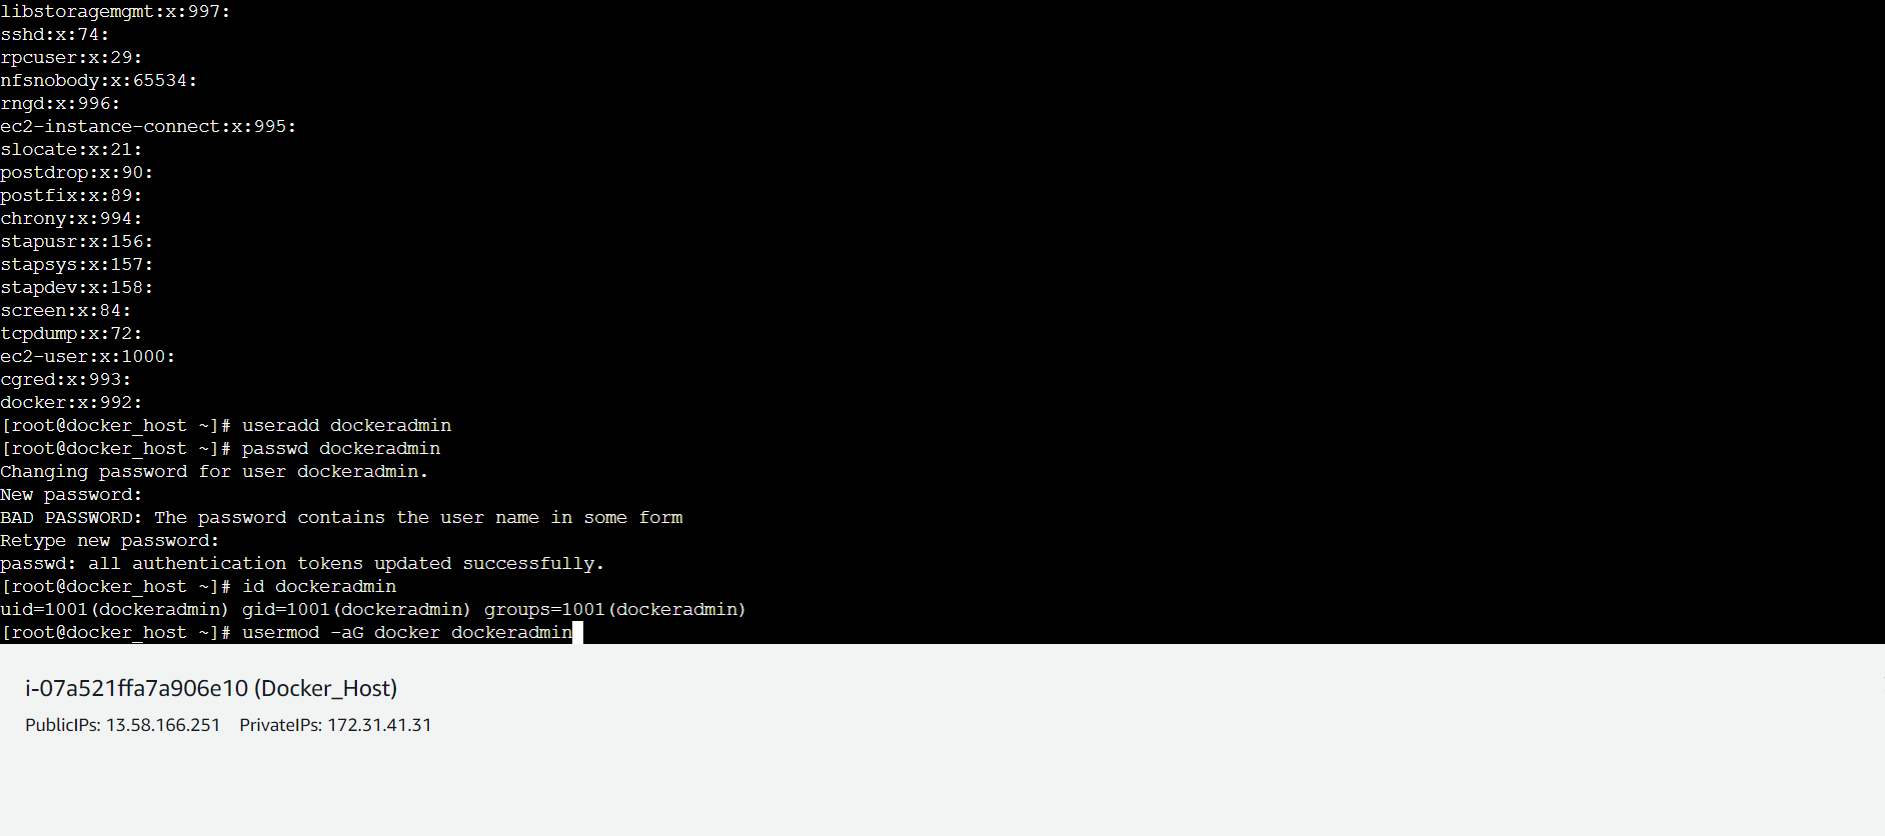 libstoragemgmt:x:997:
sshd:x:74:
rpcuser:x:29:
nfsnobody:x:65534:
rngd:x:996:
ec2-instance-connect:x:995:
slocate:x:21:
postdrop:x:90:
postfix:x:89:
chrony:x:994:
stapusr:x:156:
stapsys:x:157:
stapdev:x:158:
screen:x:84:
tcpdump:x:72:
ec2-user:x:1000:
cgred:x:993:
docker:x:992:
[root@docker_host ~]# useradd dockeradmin
[root@docker_host ~]# passwd dockeradmin
Changing password for user dockeradmin.
New password:
BAD PASSWORD: The password contains the user name in some form
Retype new password:
passwd: all authentication tokens updated successfully.
[root@docker_host ~]# id dockeradmin
uid=1001(dockeradmin) gid=1001(dockeradmin) groups=1001(dockeradmin)
[root@docker_host ~]# usermod -aG docker dockeradmin
i-07a521ffa7a906e10 (Docker_Host)
PublicIPs: 13.58.166.251 PrivateIPs: 172.31.41.31